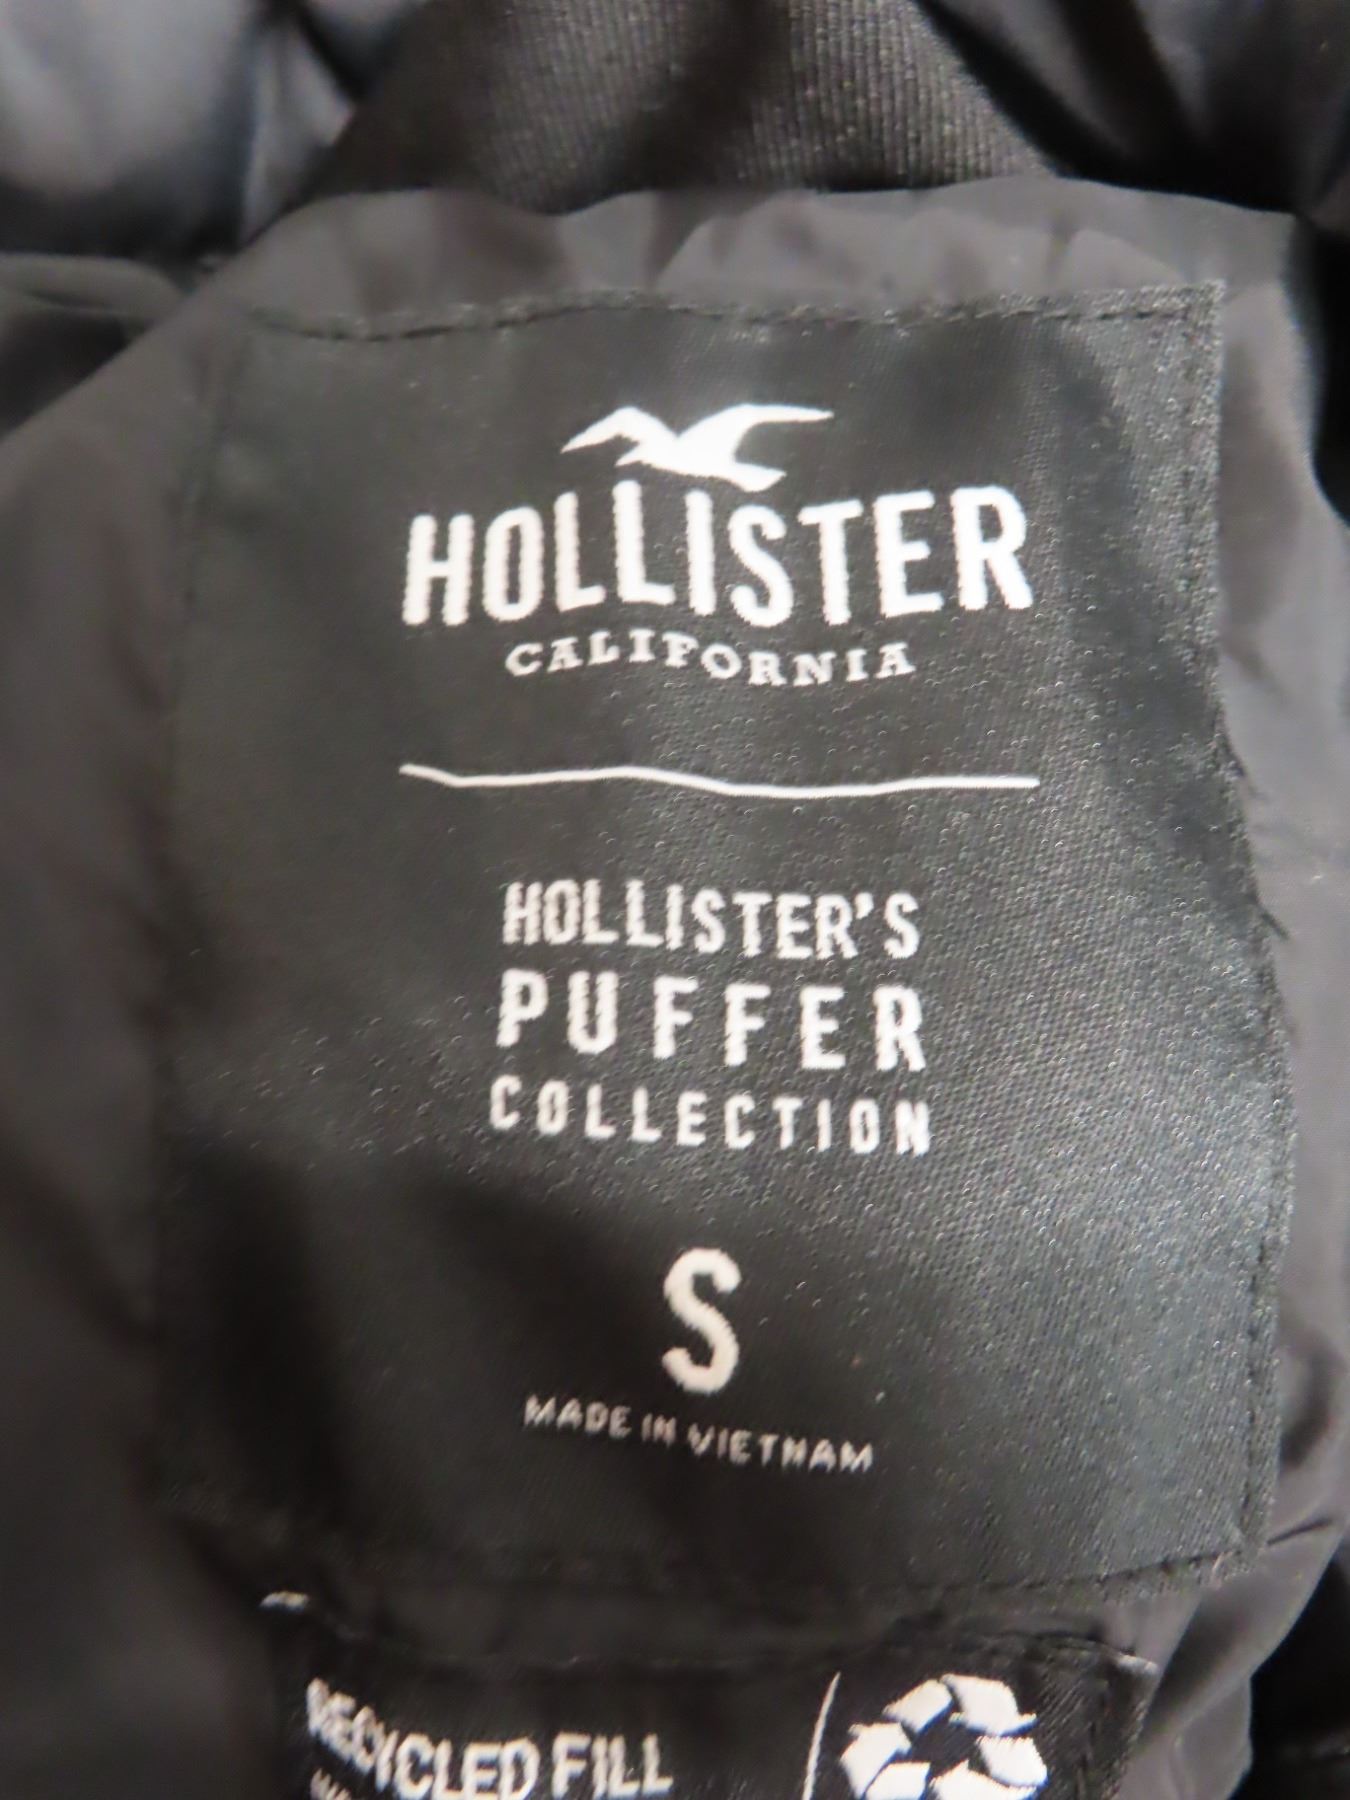 HOLLISTER
CALIFORNIA
HOLLISTER'S
PUFFER
COLLECTION
S
MADE IN VIETNAM
RECYCLED FILL